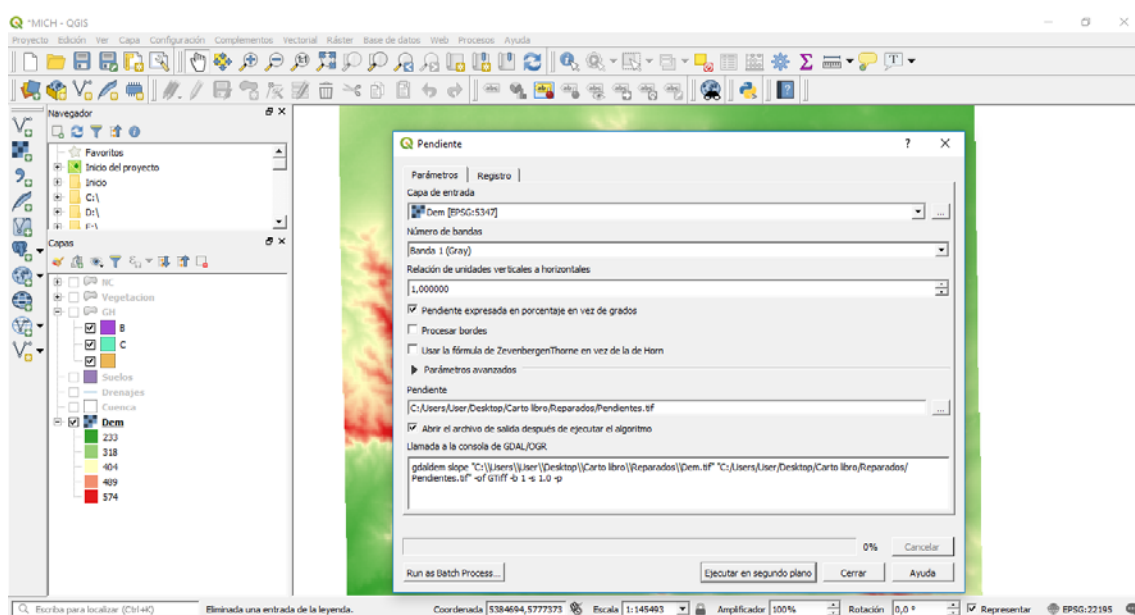 *MICH - QGIS
Proyecto Edición Ver Capa Configuración Complementos Vectorial Ráster Base de datos Web Procesos Ayuda
Navegador
Favoritos
Inicio del proyecto
Inicio
C:\
D:\
E:\
Capas
NC
Vegetacion
GH
B
C
Suelos
Drenajes
Cuenca
Dem
233
318
404
489
574
Pendiente
Parámetros Registro
Capa de entrada
Dem [EPSG:5347]
Número de bandas
Banda 1 (Gray)
Relación de unidades verticales a horizontales
1,000000
Pendiente expresada en porcentaje en vez de grados
Procesar bordes
Usar la fórmula de ZevenbergenThorne en vez de la de Horn
Parámetros avanzados
Pendiente
C:/Users/User/Desktop/Carto libro/Reparados/Pendientes.tif
Abrir el archivo de salida después de ejecutar el algoritmo
Llamada a la consola de GDAL/OGR
gdaldem slope "C:\\Users\\User\\Desktop\\Carto libro\\Reparados\\Dem.tif" "C:/Users/User/Desktop/Carto libro/Reparados/
Pendientes.tif" -of GTiff -b 1 -s 1.0 -p
0% Cancelar
Run as Batch Process... Ejecutar en segundo plano Cerrar Ayuda
Escriba para localizar (Ctrl+K) Eliminada una entrada de la leyenda. Coordenada 5384694,5777373 Escala 1:145493 Amplificador 100% Rotación 0,0 ° Representar EPSG:22195